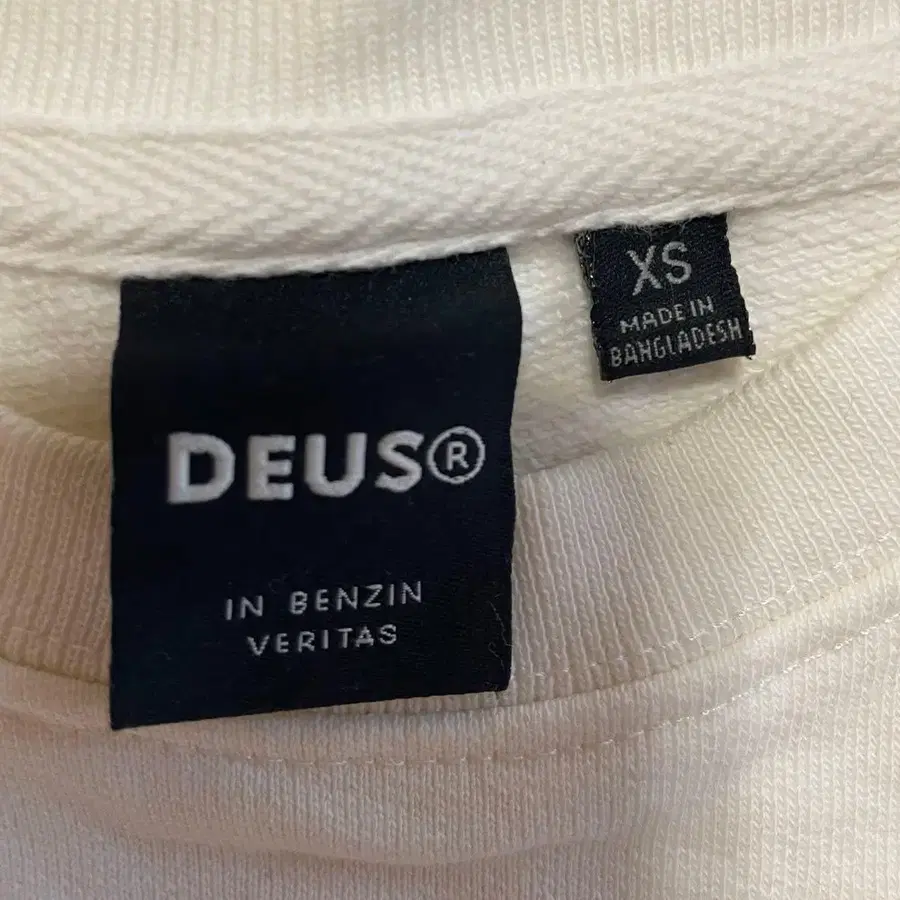 DEUS®
IN BENZIN
VERITAS
XS
MADE IN
BANGLADESH